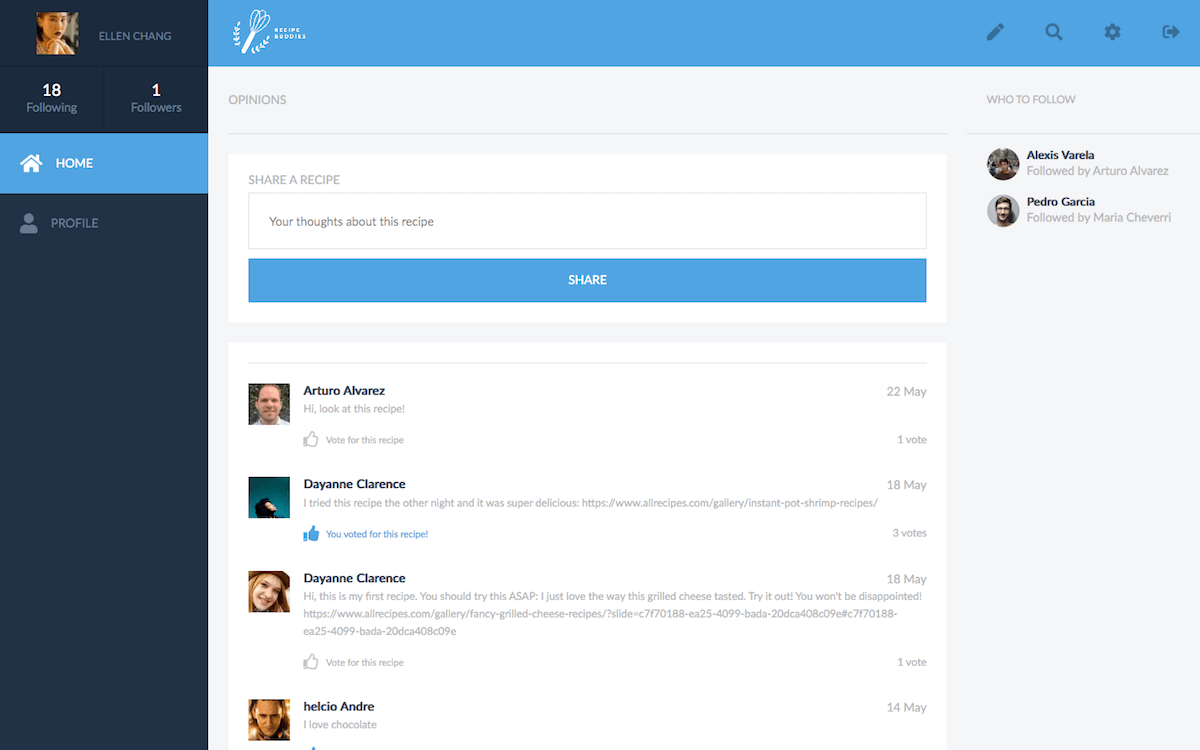 ELLEN CHANG
18
Following
1
Followers
HOME
PROFILE
RECIPE
BUDDIES
OPINIONS
SHARE A RECIPE
Your thoughts about this recipe
SHARE
Arturo Alvarez
22 May
Hi, look at this recipe!
Vote for this recipe
1 vote
Dayanne Clarence
18 May
I tried this recipe the other night and it was super delicious: https://www.allrecipes.com/gallery/instant-pot-shrimp-recipes/
You voted for this recipe!
3 votes
Dayanne Clarence
18 May
Hi, this is my first recipe. You should try this ASAP: I just love the way this grilled cheese tasted. Try it out! You won't be disappointed!
https://www.allrecipes.com/gallery/fancy-grilled-cheese-recipes/?slide=c7f70188-ea25-4099-bada-20dca408c09e#c7f70188-
ea25-4099-bada-20dca408c09e
Vote for this recipe
1 vote
helcio Andre
14 May
I love chocolate
WHO TO FOLLOW
Alexis Varela
Followed by Arturo Alvarez
Pedro Garcia
Followed by Maria Cheverri